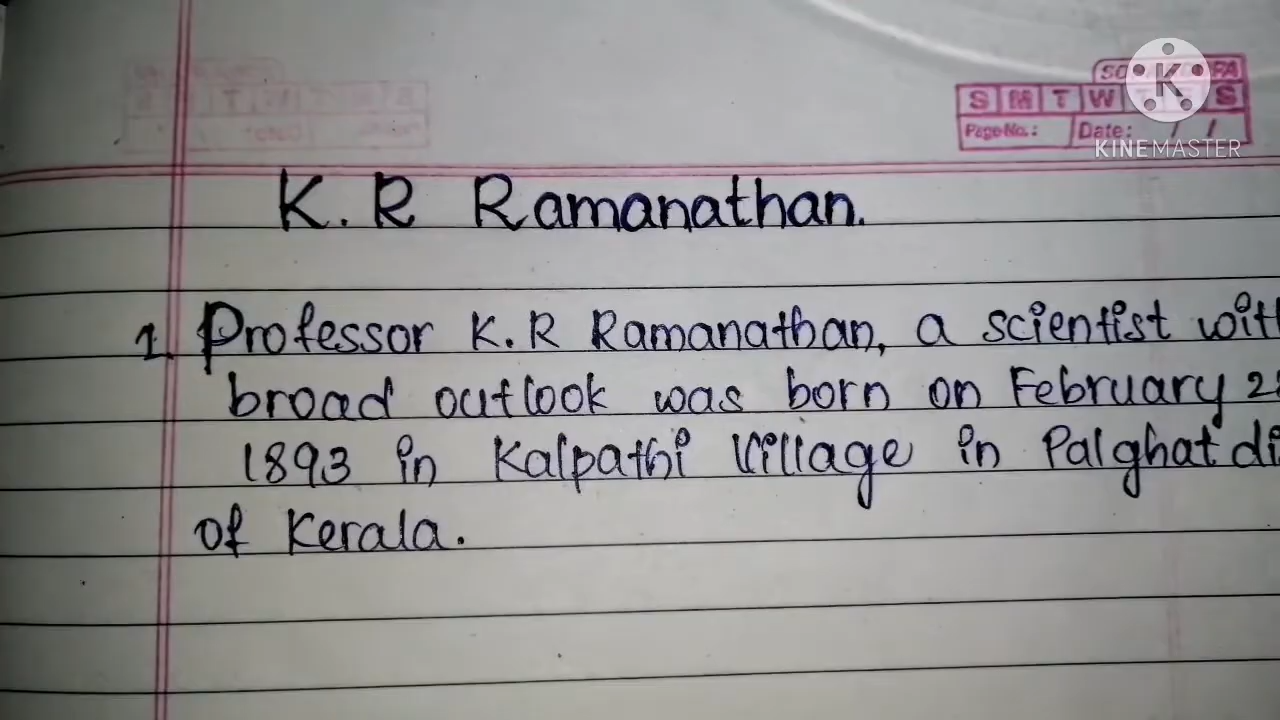 KINEMASTER
S M T W S
Page No.: Date: / /
K. R Ramanathan.
1. Professor K. R Ramanathan, a scientist
broad outlook was born on February
1893 in Kalpathi Village in Palghat
of Kerala.